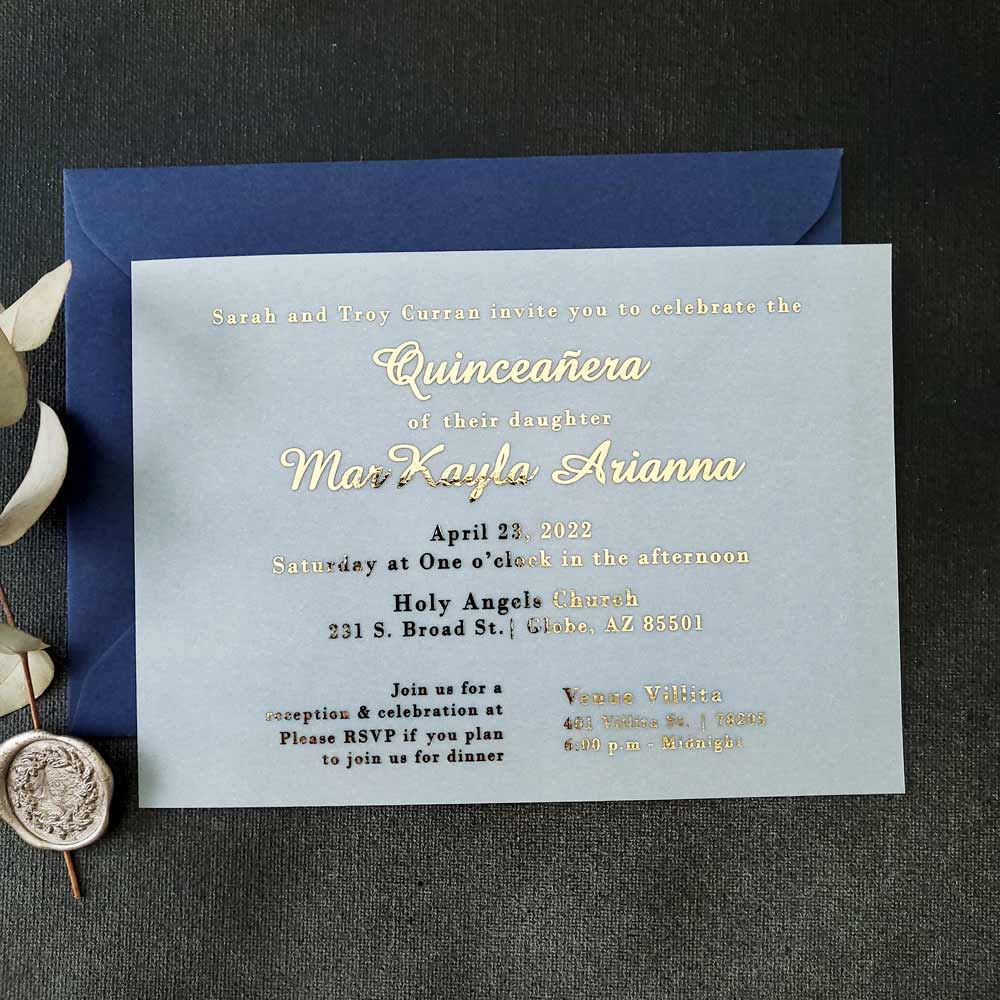 Sarah and Troy Curran invite you to celebrate the
Quinceañera
of their daughter
MarKayla Arianna
April 23, 2022
Saturday at One o'clock in the afternoon
Holy Angels Church
231 S. Broad St. | Globe, AZ 85501
Join us for a
reception & celebration at
Please RSVP if you plan
to join us for dinner
Venue Villita
401 Villita St. | 78205
6:00 p.m - Midnight